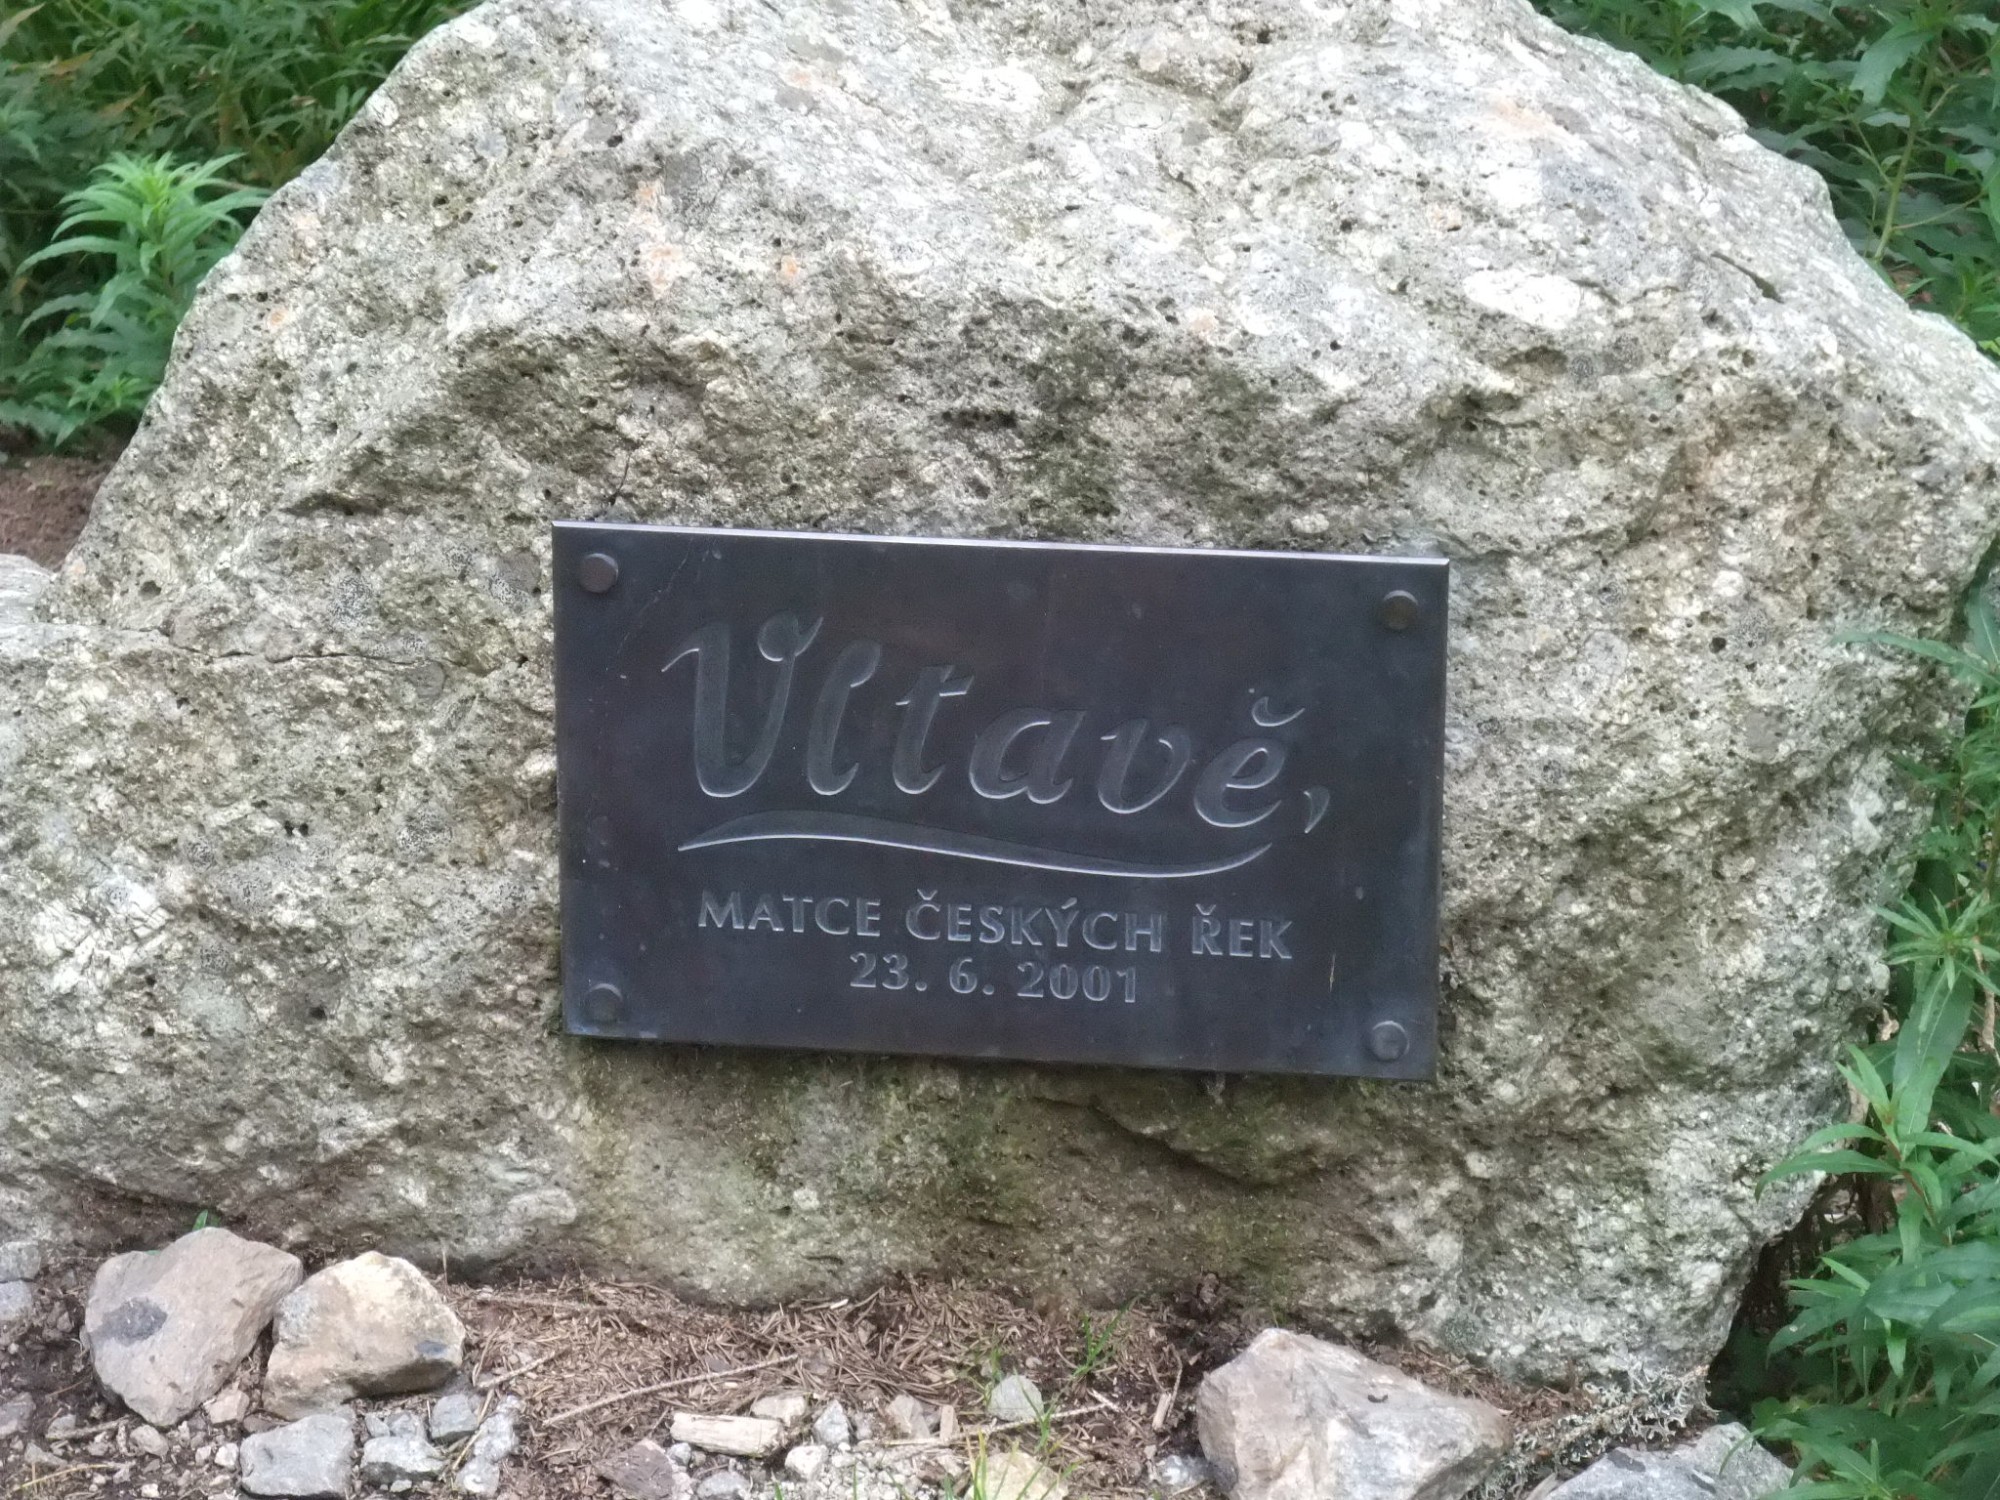 Vltavě,
MATCE ČESKÝCH ŘEK
23. 6. 2001